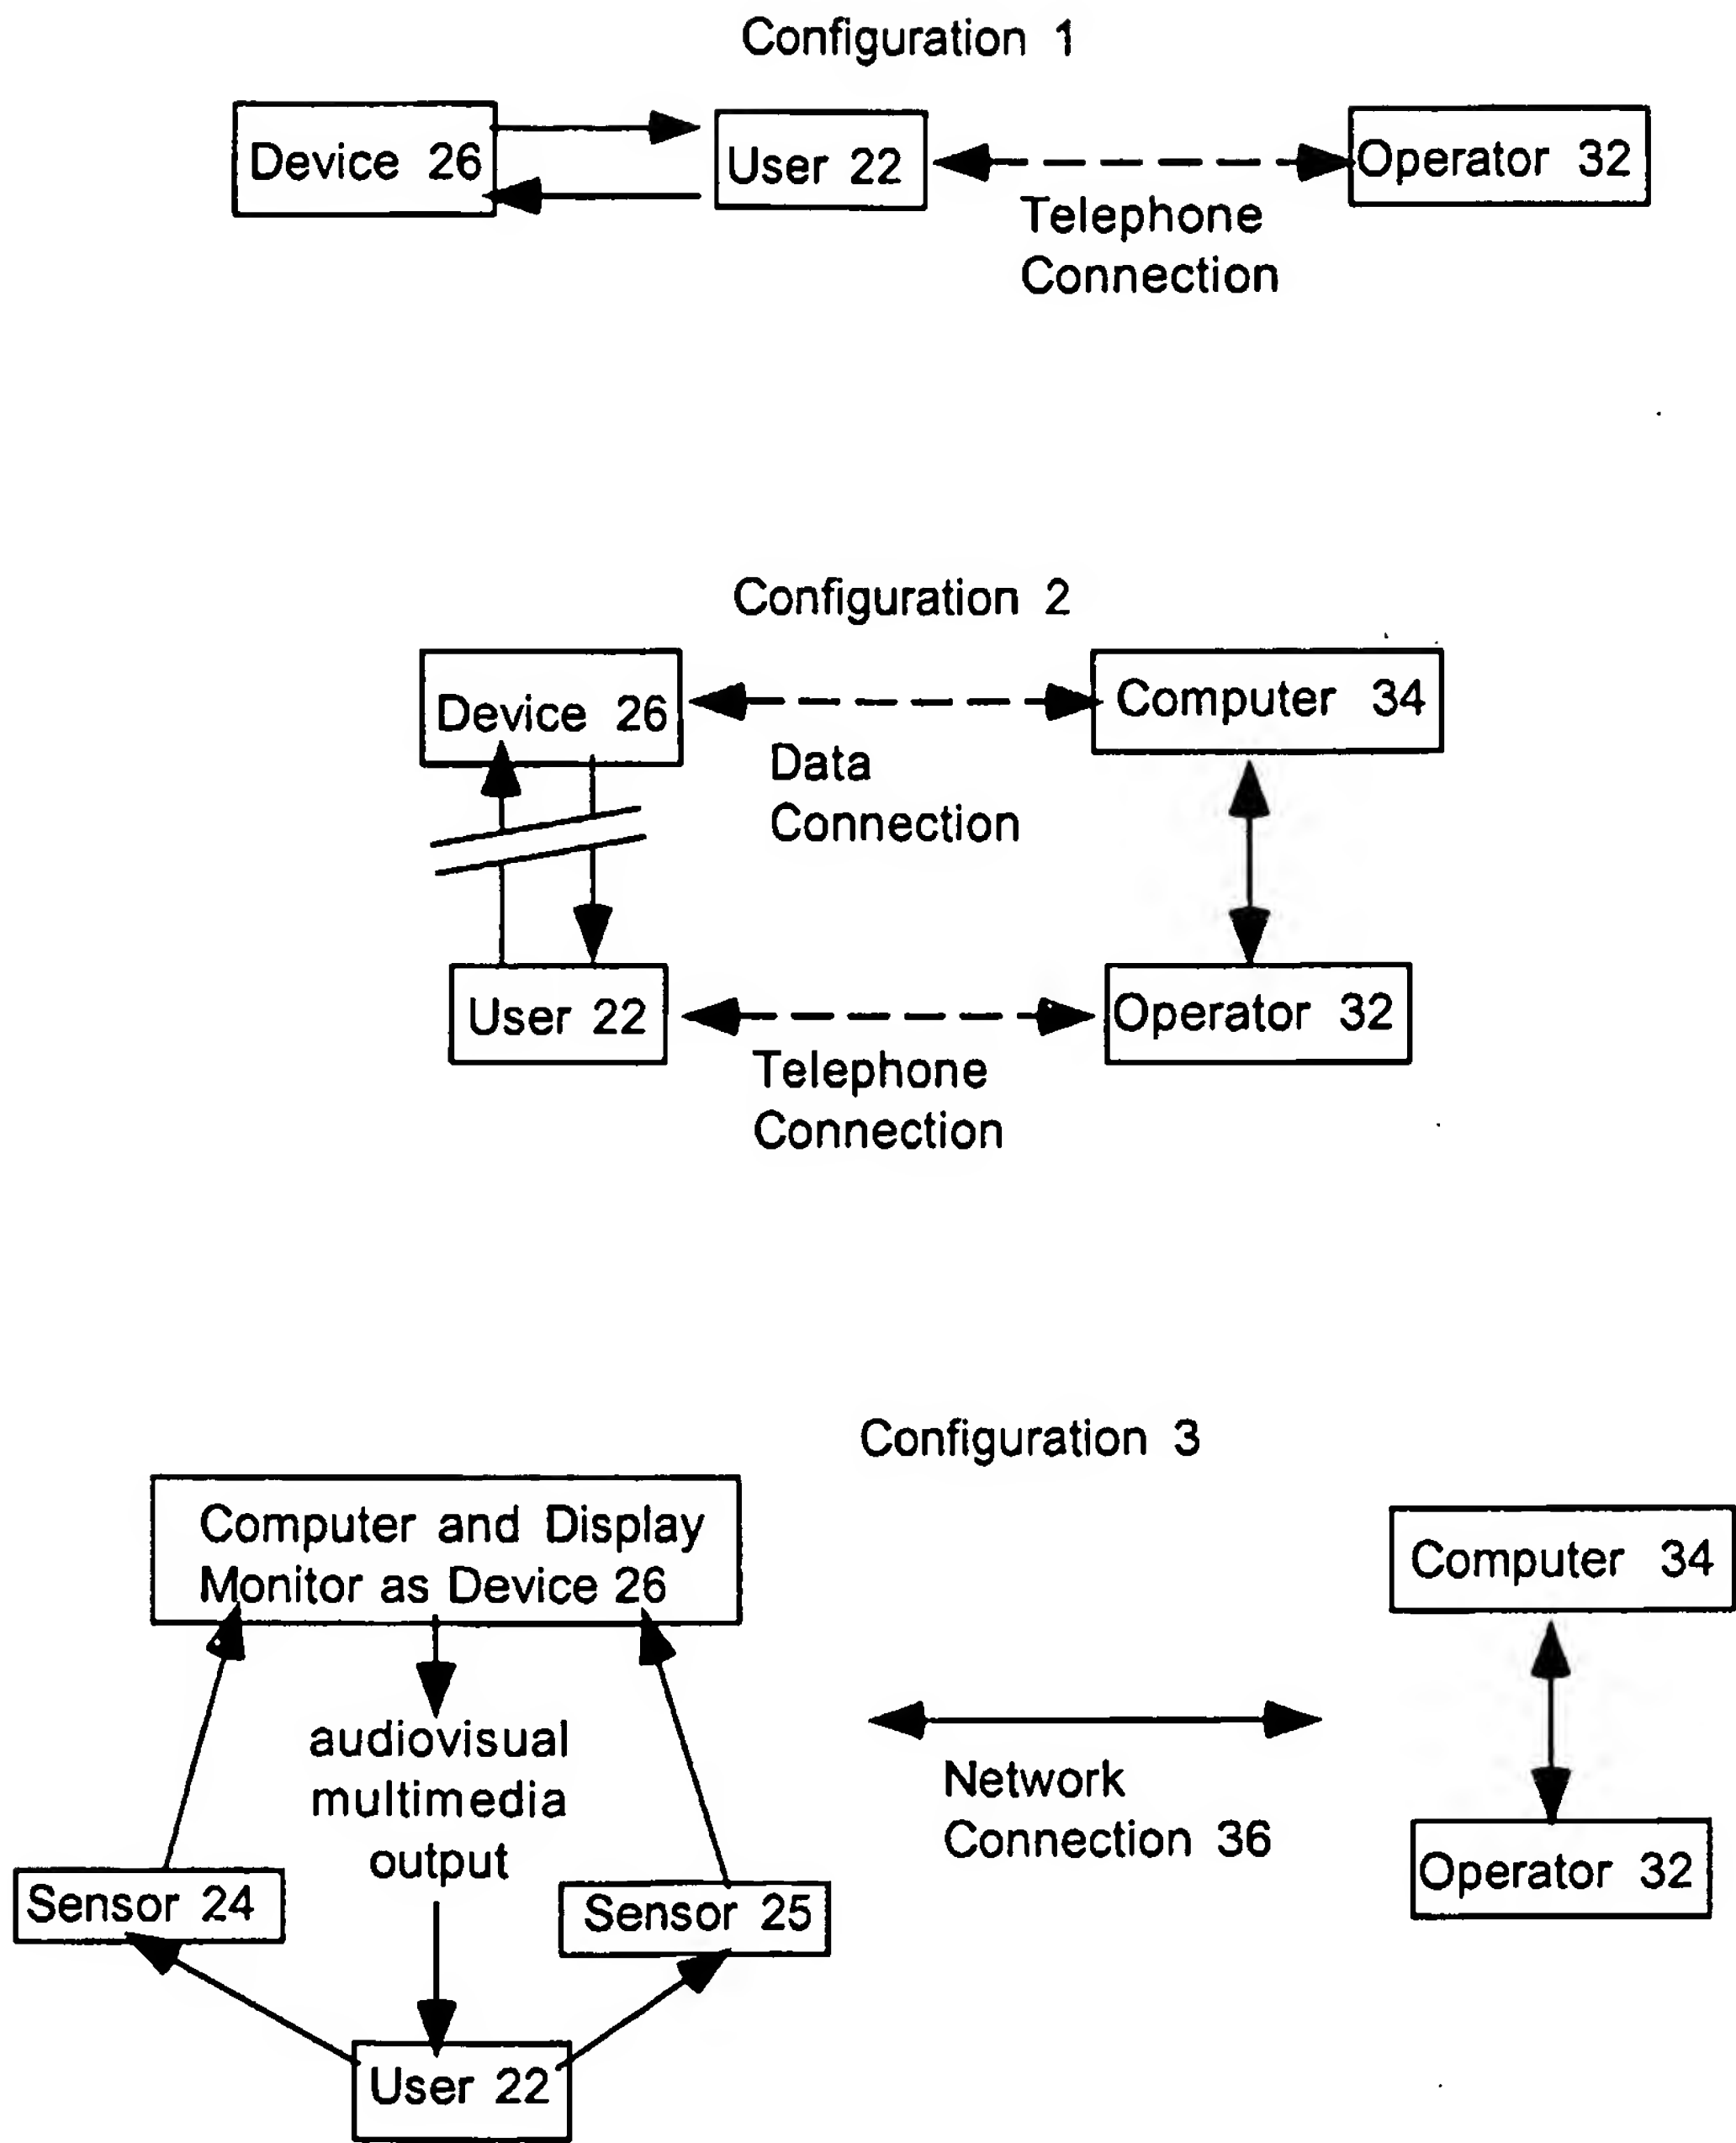 Configuration 1
Device 26
User 22
Operator 32
Telephone
Connection
Configuration 2
Device 26
Computer 34
Data
Connection
User 22
Operator 32
Telephone
Connection
Configuration 3
Computer and Display
Monitor as Device 26
Computer 34
audiovisual
multimedia
output
Network
Connection 36
Sensor 24
Sensor 25
Operator 32
User 22